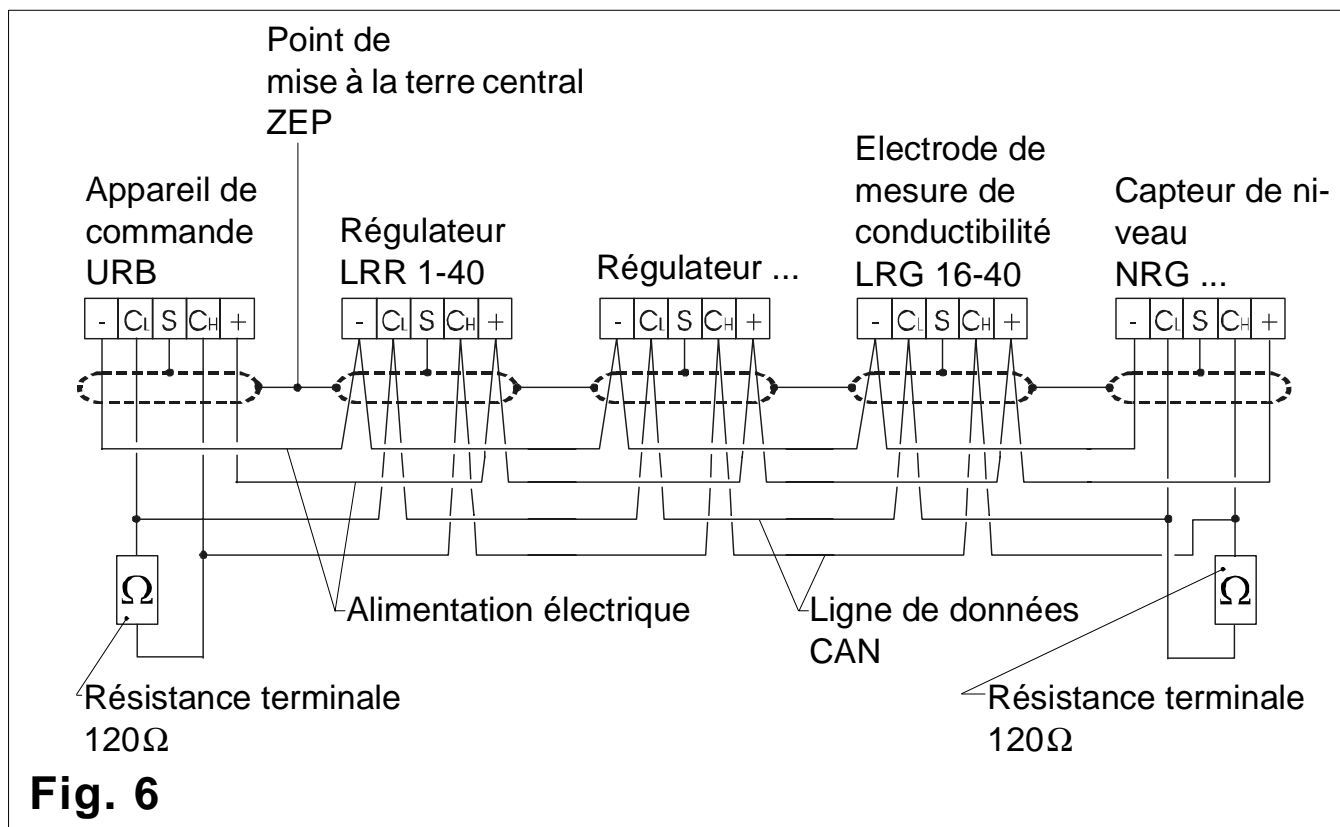 Point de
mise à la terre central
ZEP
Appareil de
commande
URB
Régulateur
LRR 1-40
Régulateur ...
Electrode de
mesure de
conductibilité
LRG 16-40
Capteur de ni-
veau
NRG ...
- CL S CH +
- CL S CH +
- CL S CH +
- CL S CH +
- CL S CH +
Ω
Ω
Alimentation électrique
Ligne de données
CAN
Résistance terminale
120Ω
Résistance terminale
120Ω
Fig. 6